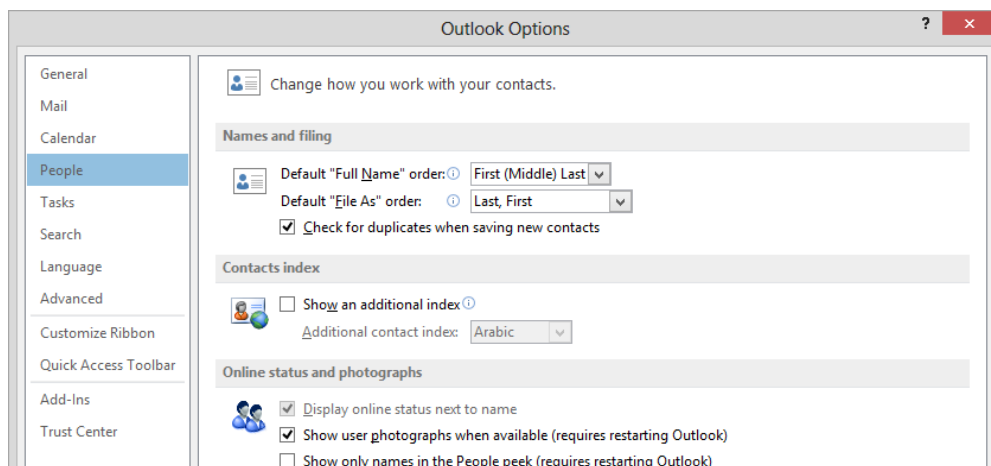 Outlook Options
?
General
Mail
Calendar
People
Tasks
Search
Language
Advanced
Customize Ribbon
Quick Access Toolbar
Add-Ins
Trust Center
Change how you work with your contacts.
Names and filing
Default "Full Name" order: First (Middle) Last
Default "File As" order: Last, First
Check for duplicates when saving new contacts
Contacts index
Show an additional index
Additional contact index: Arabic
Online status and photographs
Display online status next to name
Show user photographs when available (requires restarting Outlook)
Show only names in the People peek (requires restarting Outlook)